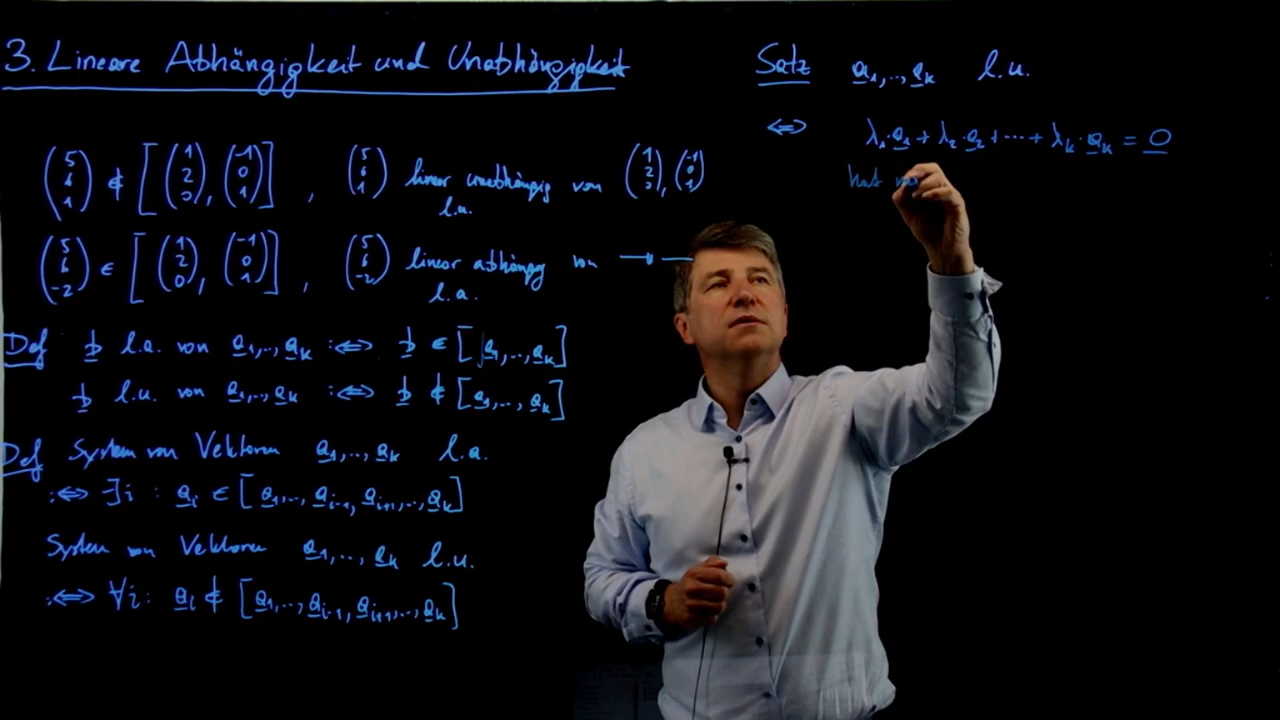 3. Lineare Abhängigkeit und Unabhängigkeit
(5 6 1) ∉ [(1 2 0), (-1 0 1)] , (5 6 1) linear unabhängig von (1 2 0), (-1 0 1)
l.u.
(5 6 -2) ∈ [(1 2 0), (-1 0 1)] , (5 6 -2) linear abhängig von —"—
l.a.
Def b l.a. von a1,..,ak :⇔ b ∈ [a1,..,ak]
b l.u. von a1,..,ak :⇔ b ∉ [a1,..,ak]
Def System von Vektoren a1,..,ak l.a.
:⇔ ∃i : ai ∈ [a1,..,ai-1, ai+1,..,ak]
System von Vektoren a1,..,ak l.u.
:⇔ ∀i: ai ∉ [a1,..,ai-1, ai+1,..,ak]
Satz a1,..,ak l.u.
⇔ λ1·a1 + λ2·a2 + ··· + λk·ak = 0
hat